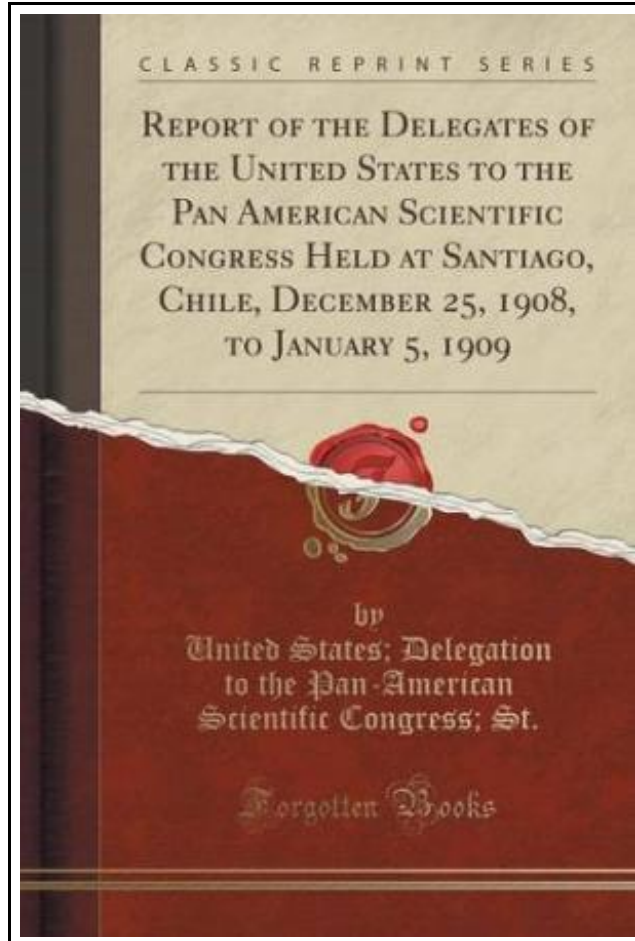 CLASSIC REPRINT SERIES
REPORT OF THE DELEGATES OF
THE UNITED STATES TO THE
PAN AMERICAN SCIENTIFIC
CONGRESS HELD AT SANTIAGO,
CHILE, DECEMBER 25, 1908,
TO JANUARY 5, 1909
by
United States; Delegation
to the Pan-American
Scientific Congress; St.
Forgotten Books